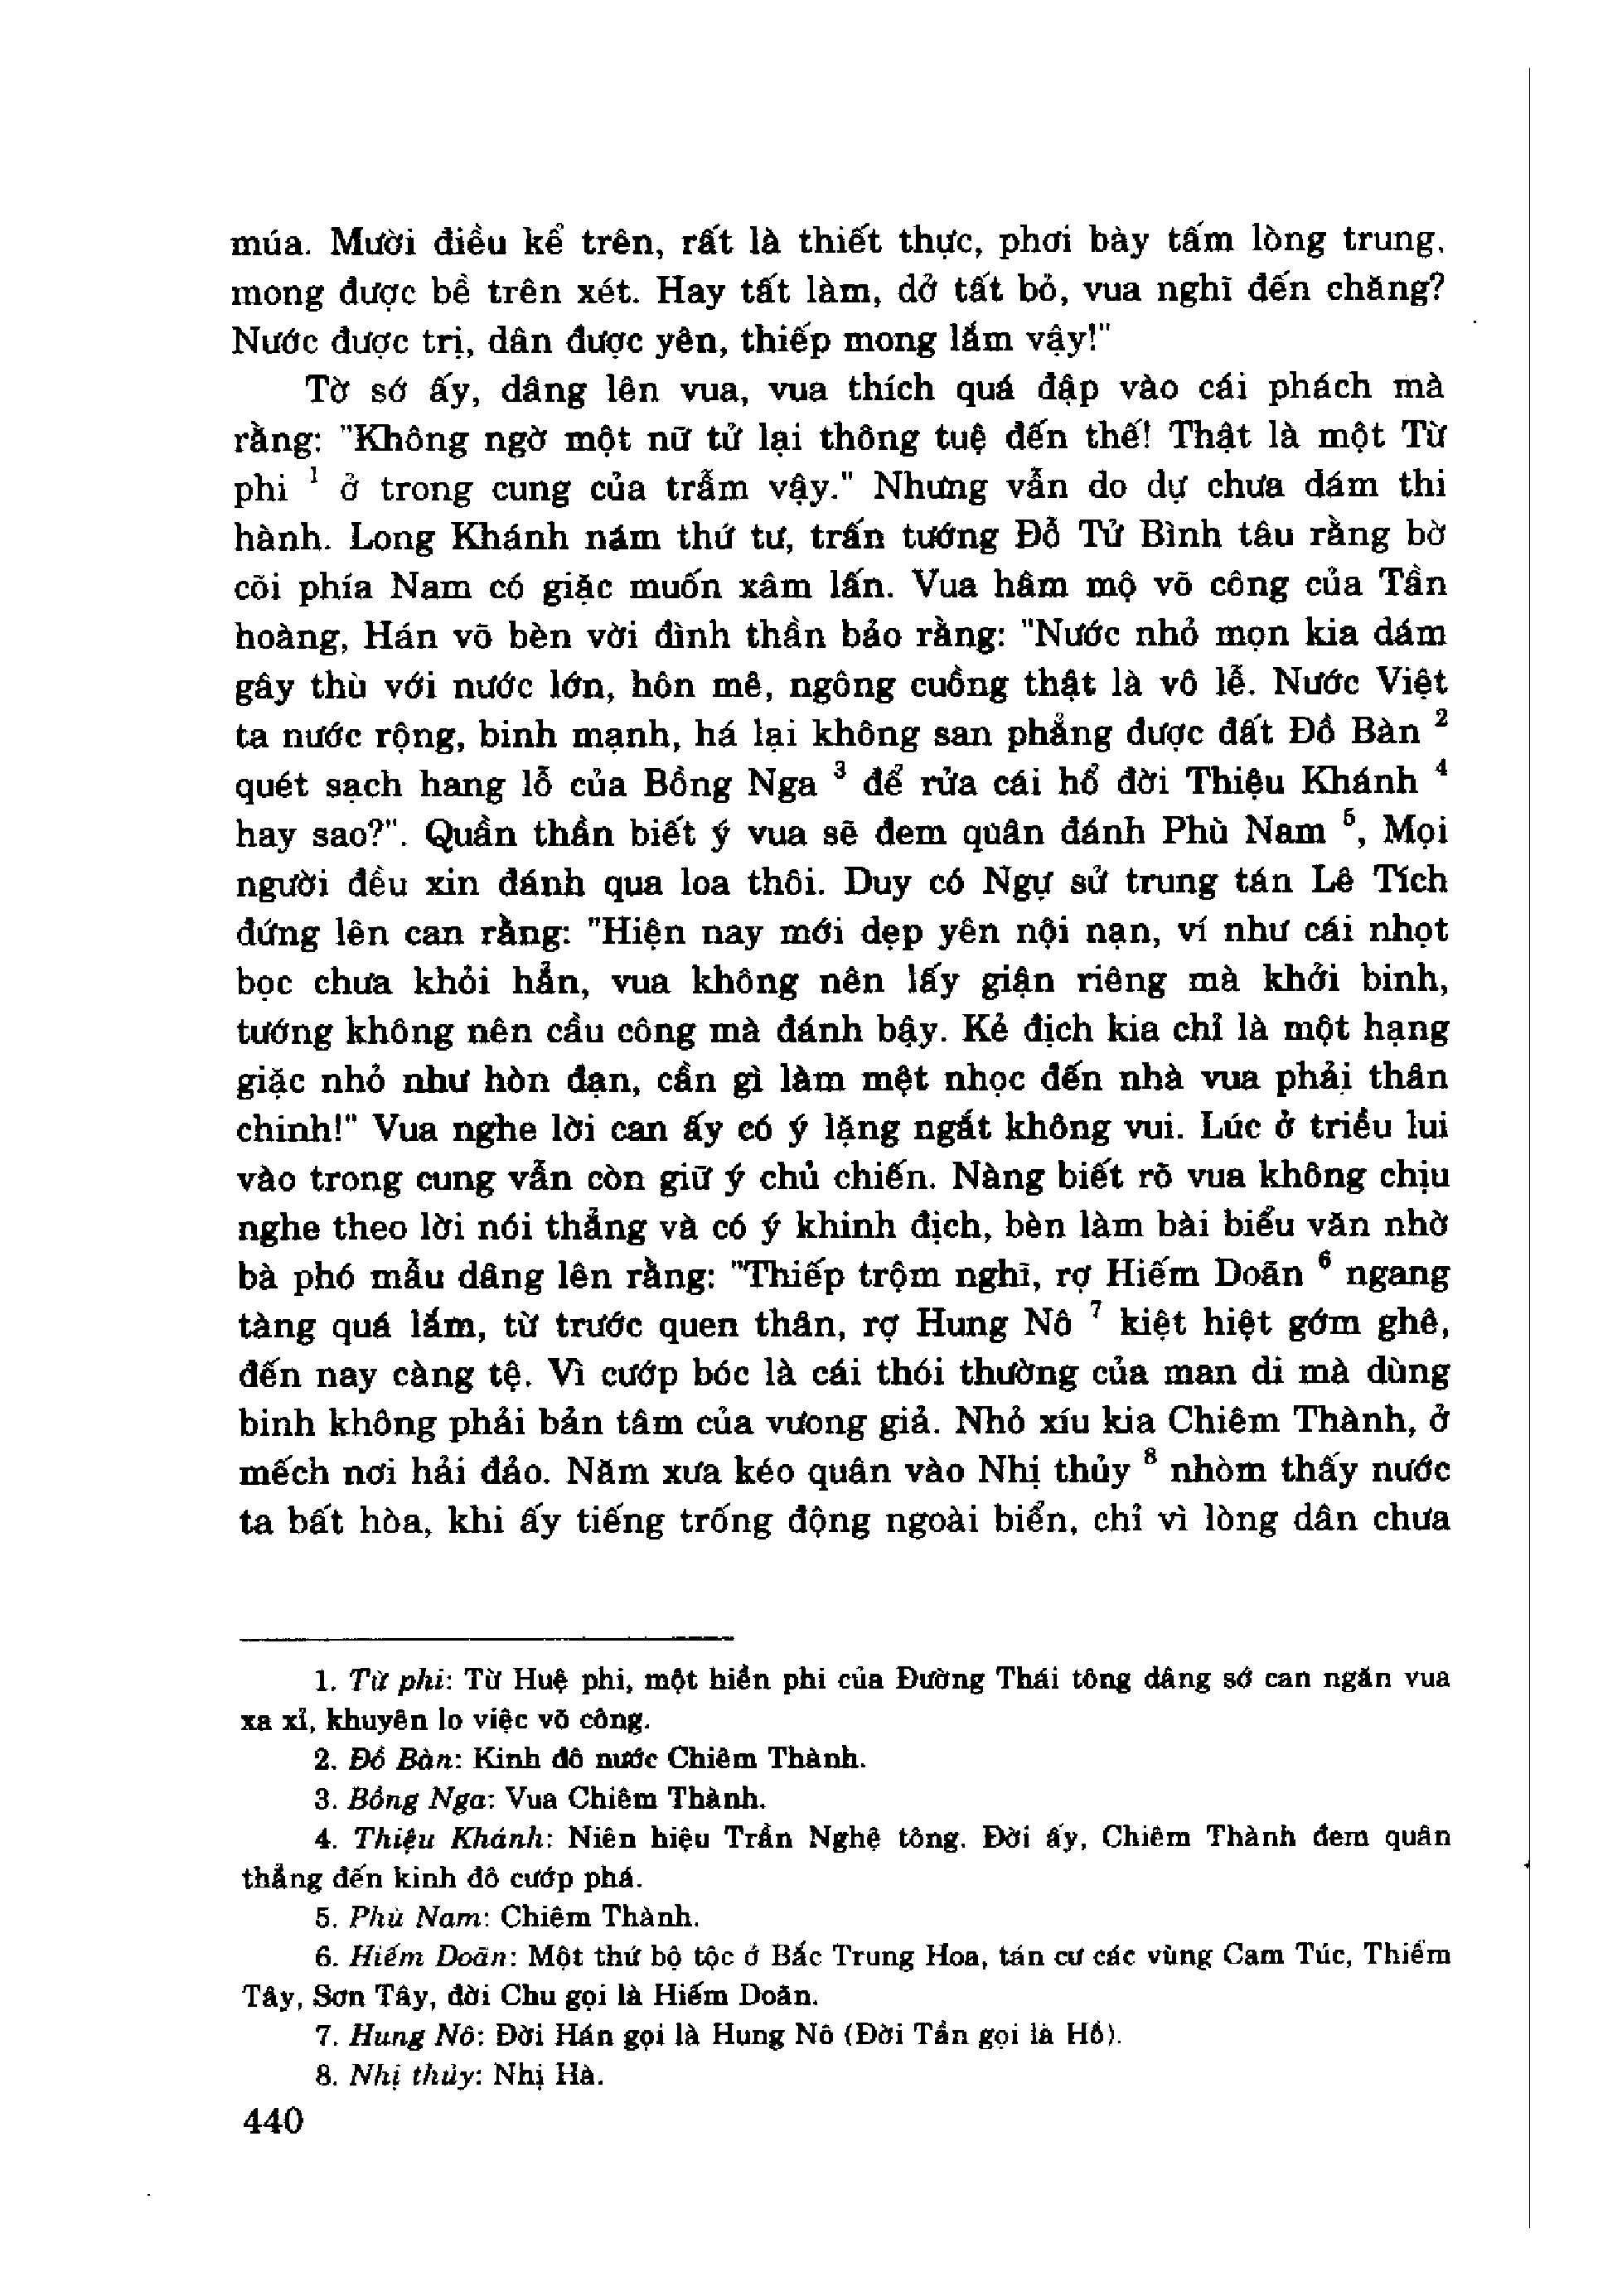 múa. Mười điều kể trên, rất là thiết thực, phơi bày tấm lòng trung,
mong được bề trên xét. Hay tất làm, dở tất bỏ, vua nghĩ đến chăng?
Nước được trị, dân được yên, thiếp mong lắm vậy!"
Tờ sớ ấy, dâng lên vua, vua thích quá đập vào cái phách mà
rằng: "Không ngờ một nữ tử lại thông tuệ đến thế! Thật là một Từ
phi 1 ở trong cung của trẫm vậy." Nhưng vẫn do dự chưa dám thi
hành. Long Khánh năm thứ tư, trấn tướng Đỗ Tử Bình tâu rằng bờ
cõi phía Nam có giặc muốn xâm lấn. Vua hâm mộ võ công của Tần
hoàng, Hán võ bèn vời đình thần bảo rằng: "Nước nhỏ mọn kia dám
gây thù với nước lớn, hôn mê, ngông cuồng thật là vô lễ. Nước Việt
ta nước rộng, binh mạnh, há lại không san phẳng được đất Đồ Bàn 2
quét sạch hang lỗ của Bồng Nga 3 để rửa cái hổ đời Thiệu Khánh 4
hay sao?". Quần thần biết ý vua sẽ đem quân đánh Phù Nam 5, Mọi
người đều xin đánh qua loa thôi. Duy có Ngự sử trung tán Lê Tích
đứng lên can rằng: "Hiện nay mới dẹp yên nội nạn, ví như cái nhọt
bọc chưa khỏi hẳn, vua không nên lấy giận riêng mà khởi binh,
tướng không nên cầu công mà đánh bậy. Kẻ địch kia chỉ là một hạng
giặc nhỏ như hòn đạn, cần gì làm mệt nhọc đến nhà vua phải thân
chinh!" Vua nghe lời can ấy có ý lặng ngắt không vui. Lúc ở triều lui
vào trong cung vẫn còn giữ ý chủ chiến. Nàng biết rõ vua không chịu
nghe theo lời nói thẳng và có ý khinh địch, bèn làm bài biểu văn nhờ
bà phó mẫu dâng lên rằng: "Thiếp trộm nghĩ, rợ Hiếm Doãn 6 ngang
tàng quá lắm, từ trước quen thân, rợ Hung Nô 7 kiệt hiệt gớm ghê,
đến nay càng tệ. Vì cướp bóc là cái thói thường của man di mà dùng
binh không phải bản tâm của vương giả. Nhỏ xíu kia Chiêm Thành, ở
mếch nơi hải đảo. Năm xưa kéo quân vào Nhị thủy 8 nhòm thấy nước
ta bất hòa, khi ấy tiếng trống động ngoài biển, chỉ vì lòng dân chưa
1. Từ phi: Từ Huệ phi, một hiền phi của Đường Thái tông dâng sớ can ngăn vua
xa xỉ, khuyên lo việc võ công.
2. Đồ Bàn: Kinh đô nước Chiêm Thành.
3. Bồng Nga: Vua Chiêm Thành.
4. Thiệu Khánh: Niên hiệu Trần Nghệ tông. Đời ấy, Chiêm Thành đem quân
thẳng đến kinh đô cướp phá.
5. Phù Nam: Chiêm Thành.
6. Hiếm Doãn: Một thứ bộ tộc ở Bắc Trung Hoa, tán cư các vùng Cam Túc, Thiểm
Tây, Sơn Tây, đời Chu gọi là Hiếm Doãn.
7. Hung Nô: Đời Hán gọi là Hung Nô (Đời Tần gọi là Hồ).
8. Nhị thủy: Nhị Hà.
440